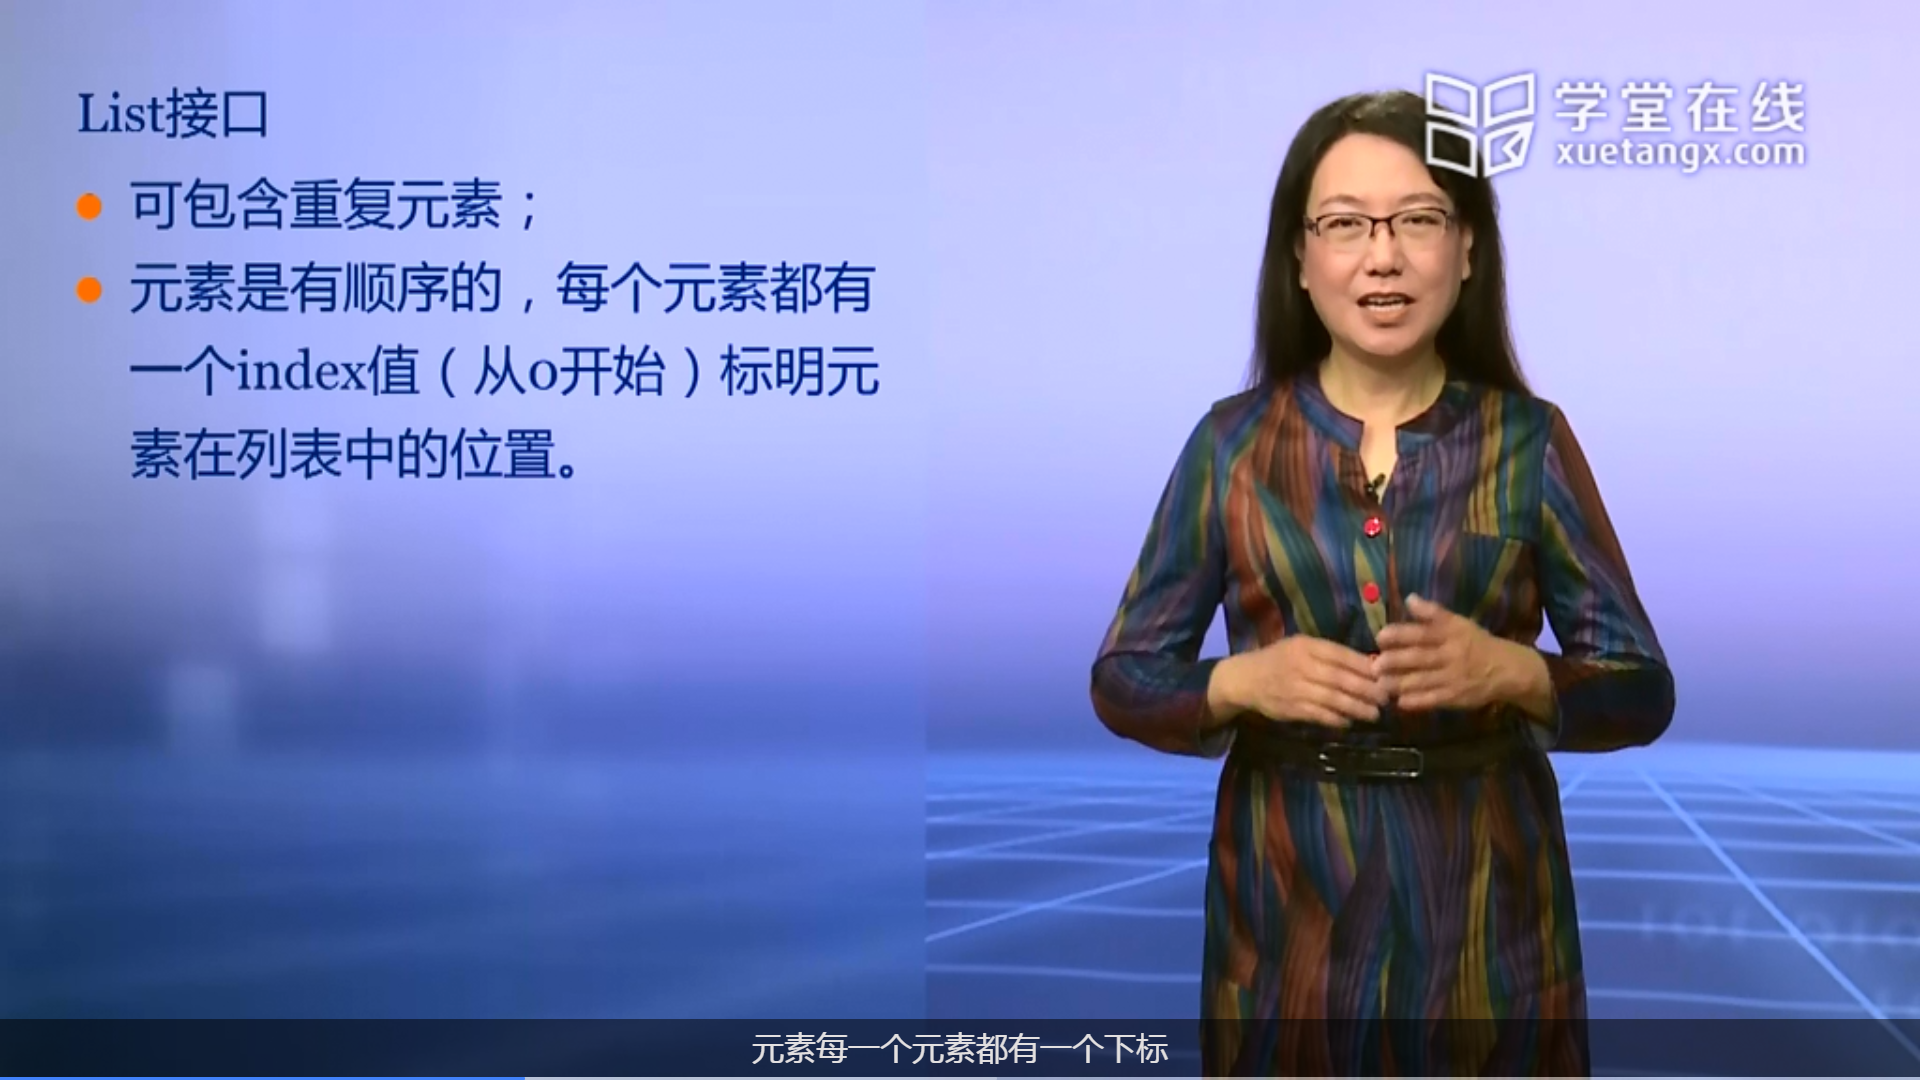 List接口
可包含重复元素；
元素是有顺序的，每个元素都有
一个index值（从0开始）标明元
素在列表中的位置。
学堂在线
xuetangx.com
元素每一个元素都有一个下标